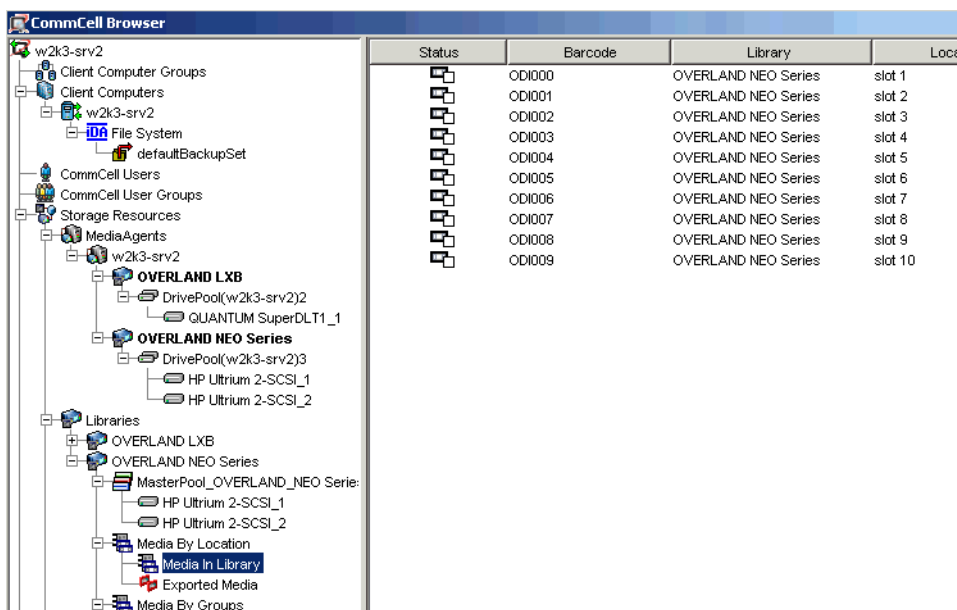 CommCell Browser
w2k3-srv2
Client Computer Groups
Client Computers
w2k3-srv2
iDA File System
defaultBackupSet
CommCell Users
CommCell User Groups
Storage Resources
MediaAgents
w2k3-srv2
OVERLAND LXB
DrivePool(w2k3-srv2)2
QUANTUM SuperDLT1_1
OVERLAND NEO Series
DrivePool(w2k3-srv2)3
HP Ultrium 2-SCSI_1
HP Ultrium 2-SCSI_2
Libraries
OVERLAND LXB
OVERLAND NEO Series
MasterPool_OVERLAND_NEO Serie
HP Ultrium 2-SCSI_1
HP Ultrium 2-SCSI_2
Media By Location
Media In Library
Exported Media
Media By Groups
Status Barcode Library Loca
ODI000 OVERLAND NEO Series slot 1
ODI001 OVERLAND NEO Series slot 2
ODI002 OVERLAND NEO Series slot 3
ODI003 OVERLAND NEO Series slot 4
ODI004 OVERLAND NEO Series slot 5
ODI005 OVERLAND NEO Series slot 6
ODI006 OVERLAND NEO Series slot 7
ODI007 OVERLAND NEO Series slot 8
ODI008 OVERLAND NEO Series slot 9
ODI009 OVERLAND NEO Series slot 10